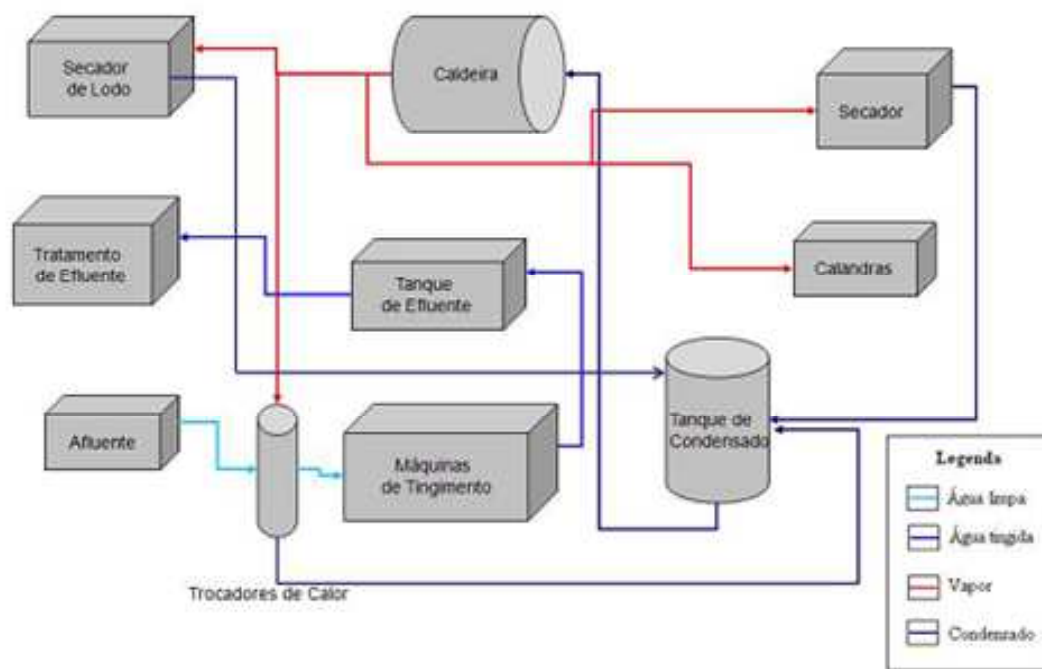 Secador
de Lodo
Caldeira
Secador
Tratamento
de Efluente
Tanque
de Efluente
Calandras
Afluente
Máquinas
de Tingimento
Tanque de
Condensado
Trocadores de Calor
Legenda
Água limpa
Água tingida
Vapor
Condensado